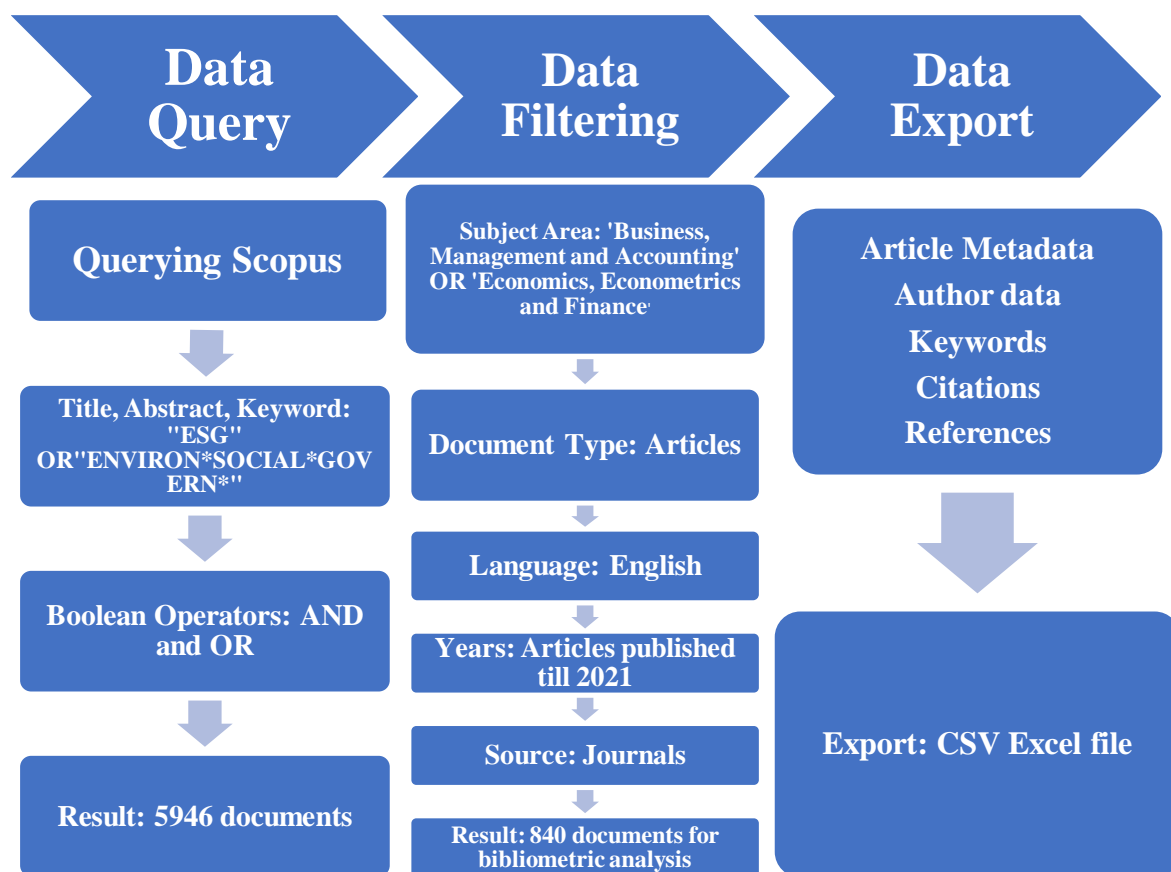 Data
Query
Data
Filtering
Data
Export
Querying Scopus
Title, Abstract, Keyword:
"ESG"
OR"ENVIRON*SOCIAL*GOV
ERN*"
Boolean Operators: AND
and OR
Result: 5946 documents
Subject Area: 'Business,
Management and Accounting'
OR 'Economics, Econometrics
and Finance'
Document Type: Articles
Language: English
Years: Articles published
till 2021
Source: Journals
Result: 840 documents for
bibliometric analysis
Article Metadata
Author data
Keywords
Citations
References
Export: CSV Excel file